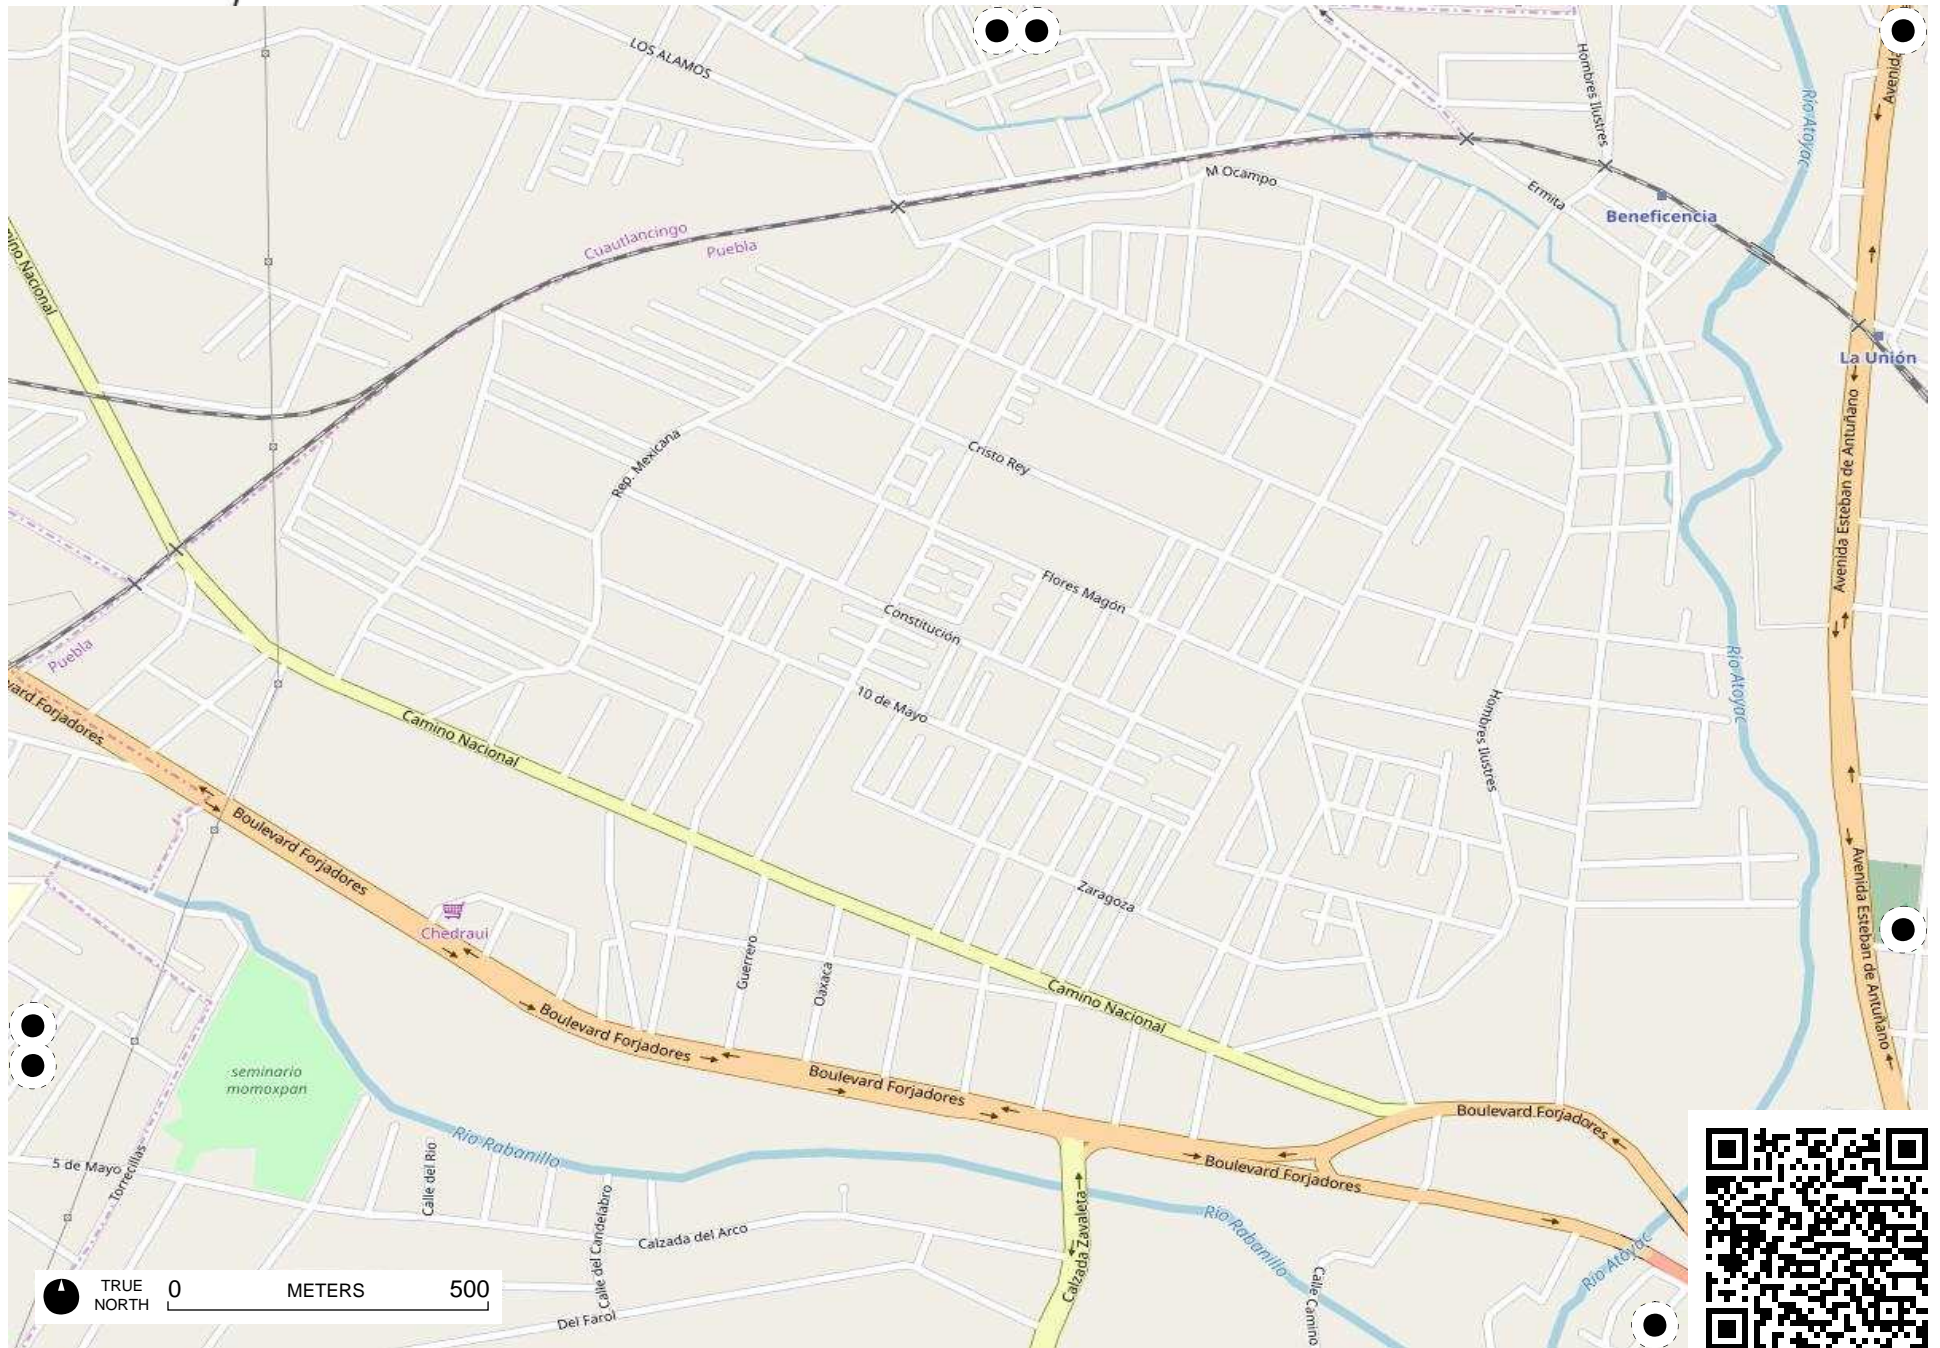 LOS ALAMOS
Hombres Ilustres
Río Atoyac
M Ocampo
Ermita
Beneficencia
Cuautlancingo
Puebla
Nacional
La Unión
Avenida Esteban de Antuñano
Rep. Mexicana
Cristo Rey
Flores Magón
Constitución
10 de Mayo
Puebla
Río Atoyac
Hombres Ilustres
Forjadores
Camino Nacional
Boulevard Forjadores
Zaragoza
Avenida Esteban de Antuñano
Chedraui
Guerrero
Oaxaca
Camino Nacional
Boulevard Forjadores
Boulevard Forjadores
Boulevard Forjadores
seminario
momoxpan
Río Rabanillo
Boulevard Forjadores
5 de Mayo
Torrecillas
Calle del Rio
Calle del Candelabro
Calzada del Arco
Calzada Zavaleta
Río Rabanillo
Río Atoyac
Calle Camino
Del Farol
TRUE
NORTH
0 METERS 500